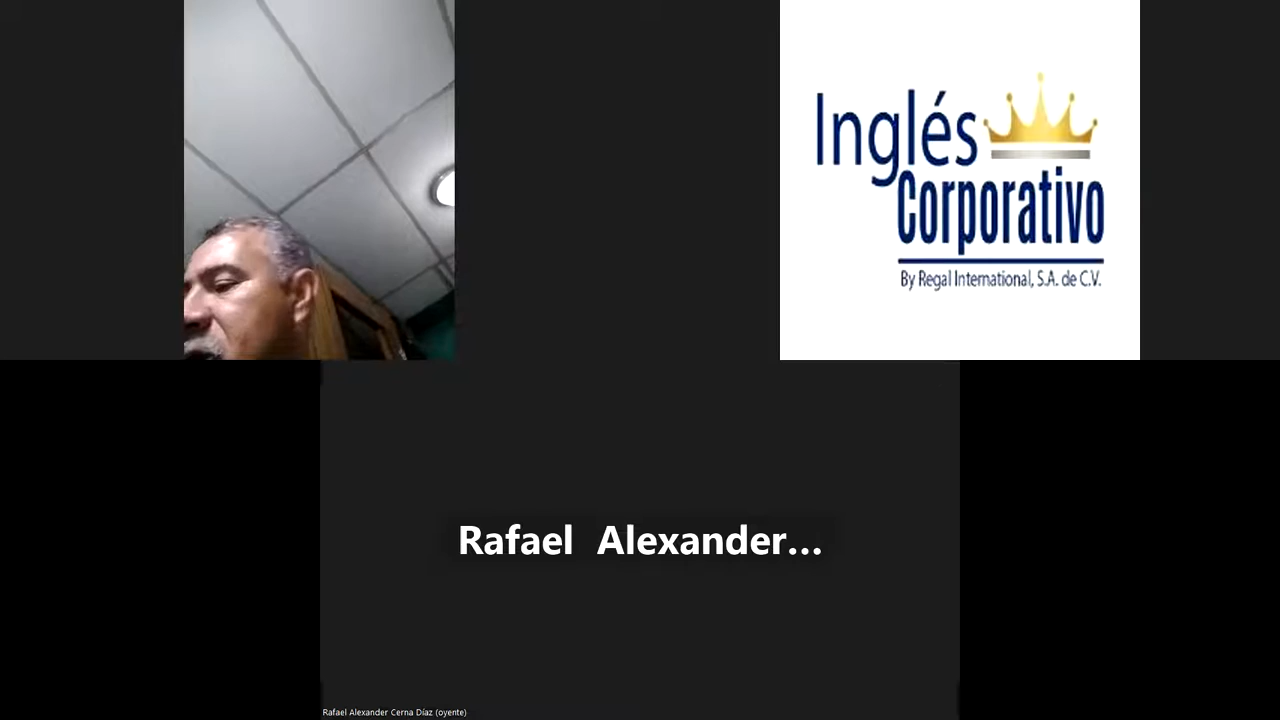 Inglés
Corporativo
By Regal International, S.A. de C.V.
Rafael Alexander...
Rafael Alexander Cerna Díaz (oyente)